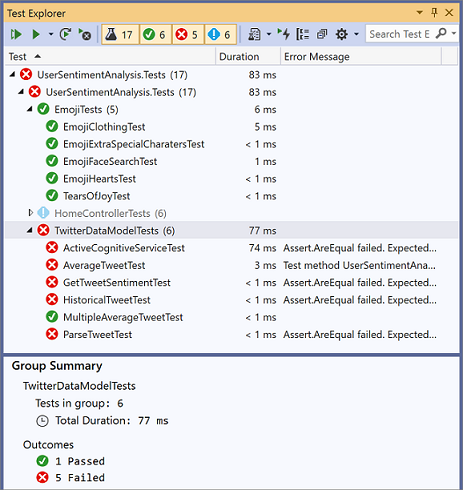 Test Explorer
17 6 5 6 Search Test E
Test Duration Error Message
UserSentimentAnalysis.Tests (17) 83 ms
UserSentimentAnalysis.Tests (17) 83 ms
EmojiTests (5) 6 ms
EmojiClothingTest 5 ms
EmojiExtraSpecialCharatersTest < 1 ms
EmojiFaceSearchTest 1 ms
EmojiHeartsTest < 1 ms
TearsOfJoyTest < 1 ms
HomeControllerTests (6)
TwitterDataModelTests (6) 77 ms
ActiveCognitiveServiceTest 74 ms Assert.AreEqual failed. Expected...
AverageTweetTest 3 ms Test method UserSentimentAna...
GetTweetSentimentTest < 1 ms Assert.AreEqual failed. Expected...
HistoricalTweetTest < 1 ms Assert.AreEqual failed. Expected...
MultipleAverageTweetTest < 1 ms
ParseTweetTest < 1 ms Assert.AreEqual failed. Expected...
Group Summary
TwitterDataModelTests
Tests in group: 6
Total Duration: 77 ms
Outcomes
1 Passed
5 Failed